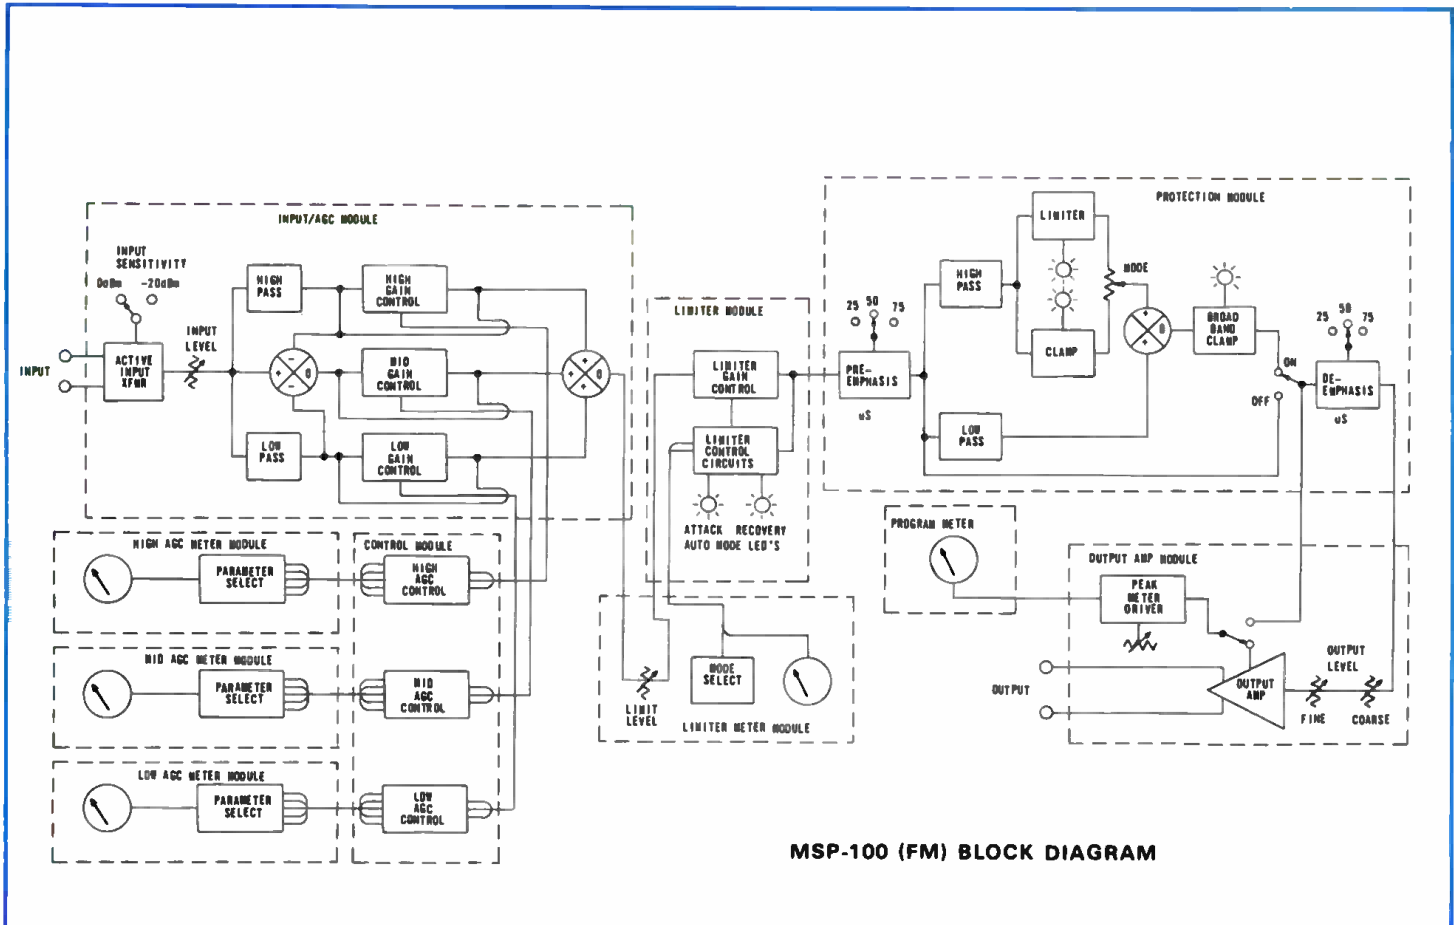 INPUT/AGC MODULE
INPUT
SENSITIVITY
0dBm
-20dBm
INPUT
ACTIVE
INPUT
XFMR
INPUT
LEVEL
HIGH
PASS
LOW
PASS
HIGH
GAIN
CONTROL
MID
GAIN
CONTROL
LOW
GAIN
CONTROL
HIGH AGC METER MODULE
PARAMETER
SELECT
MID AGC METER MODULE
PARAMETER
SELECT
LOW AGC METER MODULE
PARAMETER
SELECT
CONTROL MODULE
HIGH
AGC
CONTROL
MID
AGC
CONTROL
LOW
AGC
CONTROL
LIMITER MODULE
LIMITER
GAIN
CONTROL
LIMITER
CONTROL
CIRCUITS
ATTACK RECOVERY
AUTO MODE LED'S
LIMIT
LEVEL
MODE
SELECT
LIMITER METER MODULE
PROTECTION MODULE
25 50 75
PRE-
EMPHASIS
uS
HIGH
PASS
LOW
PASS
LIMITER
CLAMP
MODE
BROAD
BAND
CLAMP
ON
OFF
25 50 75
DE-
EMPHASIS
uS
PROGRAM METER
OUTPUT AMP MODULE
PEAK
METER
DRIVER
OUTPUT
OUTPUT
AMP
OUTPUT
LEVEL
FINE
COARSE
MSP-100 (FM) BLOCK DIAGRAM